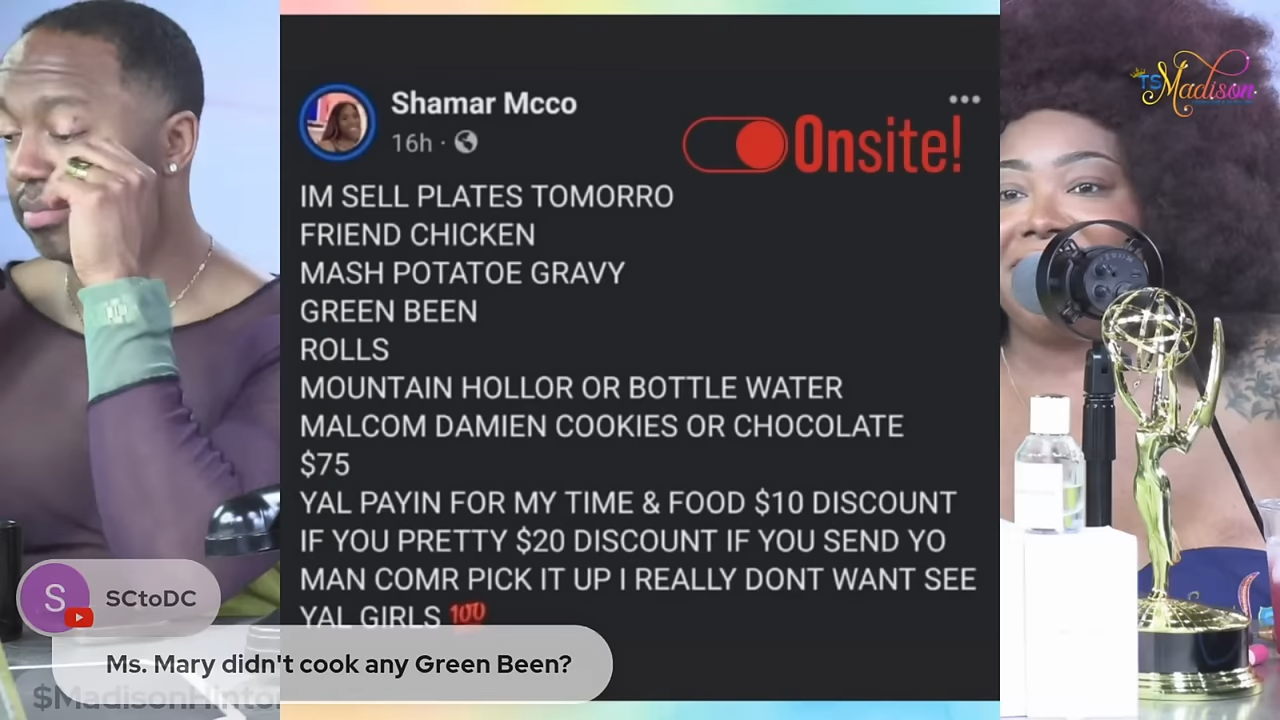 TS Madison
Shamar Mcco
16h
Onsite!
IM SELL PLATES TOMORRO
FRIEND CHICKEN
MASH POTATOE GRAVY
GREEN BEEN
ROLLS
MOUNTAIN HOLLOR OR BOTTLE WATER
MALCOM DAMIEN COOKIES OR CHOCOLATE
$75
YAL PAYIN FOR MY TIME & FOOD $10 DISCOUNT
IF YOU PRETTY $20 DISCOUNT IF YOU SEND YO
MAN COMR PICK IT UP I REALLY DONT WANT SEE
YAL GIRLS 💯
S SCtoDC
Ms. Mary didn't cook any Green Been?
$MadisonHinton